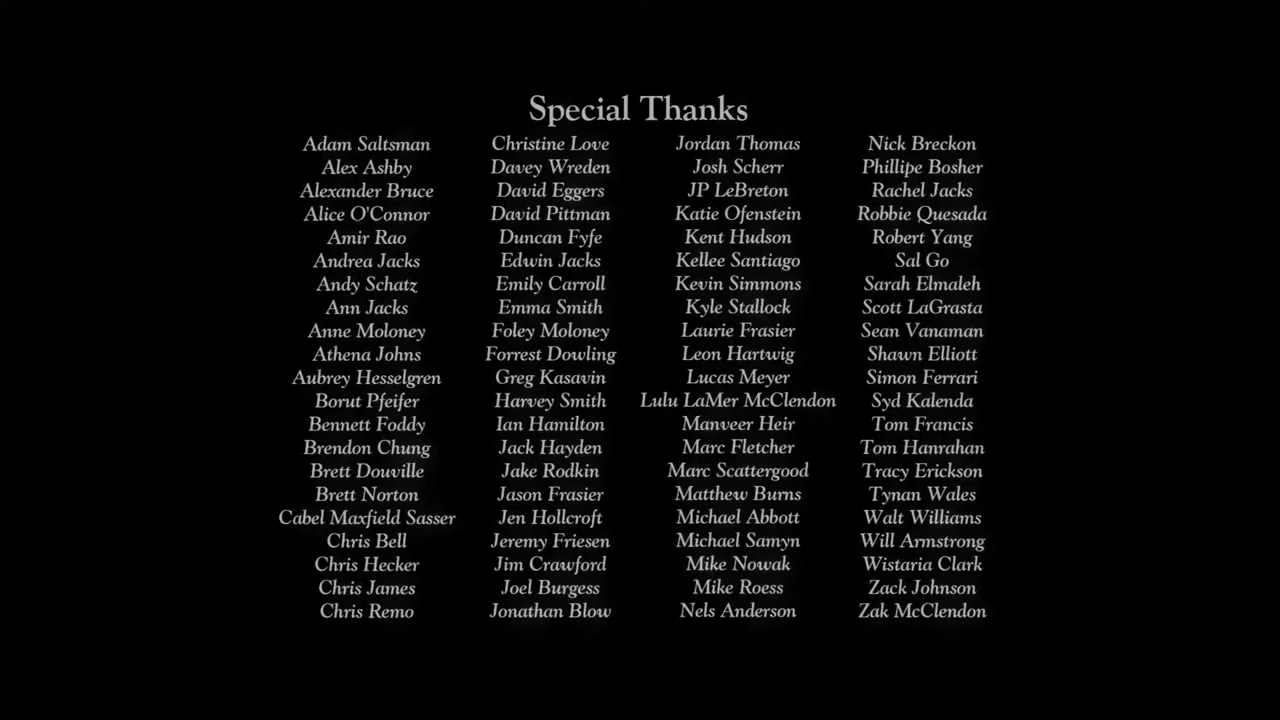 Special Thanks
Adam Saltsman
Alex Ashby
Alexander Bruce
Alice O'Connor
Amir Rao
Andrea Jacks
Andy Schatz
Ann Jacks
Anne Moloney
Athena Johns
Aubrey Hesselgren
Borut Pfeifer
Bennett Foddy
Brendon Chung
Brett Douville
Brett Norton
Cabel Maxfield Sasser
Chris Bell
Chris Hecker
Chris James
Chris Remo
Christine Love
Davey Wreden
David Eggers
David Pittman
Duncan Fyfe
Edwin Jacks
Emily Carroll
Emma Smith
Foley Moloney
Forrest Dowling
Greg Kasavin
Harvey Smith
Ian Hamilton
Jack Hayden
Jake Rodkin
Jason Frasier
Jen Hollcroft
Jeremy Friesen
Jim Crawford
Joel Burgess
Jonathan Blow
Jordan Thomas
Josh Scherr
JP LeBreton
Katie Ofenstein
Kent Hudson
Kellee Santiago
Kevin Simmons
Kyle Stallock
Laurie Frasier
Leon Hartwig
Lucas Meyer
Lulu LaMer McClendon
Manveer Heir
Marc Fletcher
Marc Scattergood
Matthew Burns
Michael Abbott
Michael Samyn
Mike Nowak
Mike Roess
Nels Anderson
Nick Breckon
Phillipe Bosher
Rachel Jacks
Robbie Quesada
Robert Yang
Sal Go
Sarah Elmaleh
Scott LaGrasta
Sean Vanaman
Shawn Elliott
Simon Ferrari
Syd Kalenda
Tom Francis
Tom Hanrahan
Tracy Erickson
Tynan Wales
Walt Williams
Will Armstrong
Wistaria Clark
Zack Johnson
Zak McClendon